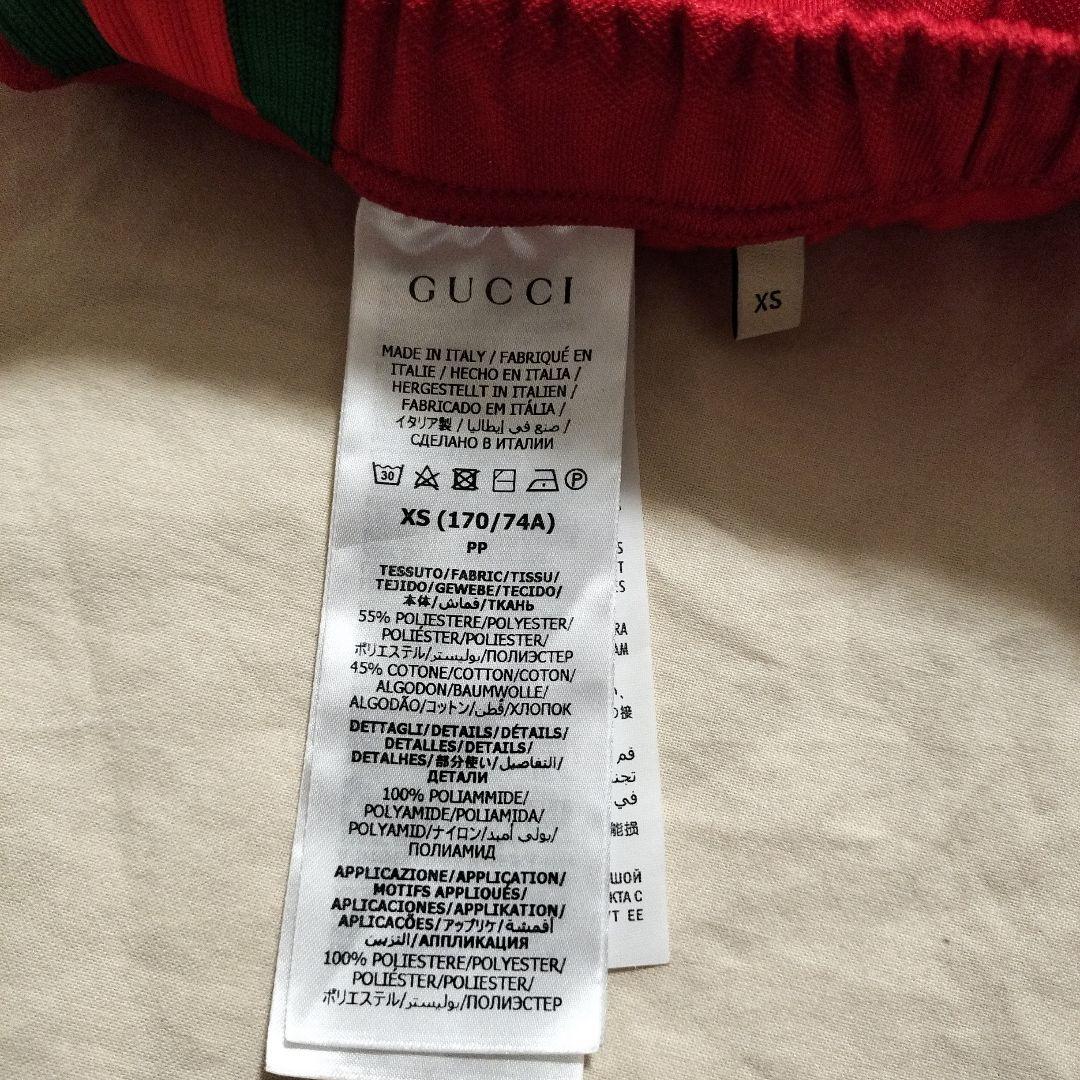 GUCCI
XS
MADE IN ITALY / FABRIQUÉ EN
ITALIE / HECHO EN ITALIA /
HERGESTELLT IN ITALIEN /
FABRICADO EM ITÁLIA /
イタリア製 / صنع في إيطاليا /
СДЕЛАНО В ИТАЛИИ
30 P
XS (170/74A)
PP
TESSUTO/FABRIC/TISSU/
TEJIDO/GEWEBE/TECIDO/
本体/قماش/ТКАНЬ
55% POLIESTERE/POLYESTER/
POLIÉSTER/POLIESTER/
ポリエステル/بوليستر/ПОЛИЭСТЕР
45% COTONE/COTTON/COTON/
ALGODON/BAUMWOLLE/
ALGODÃO/コットン/قُطن/ХЛОПОК
DETTAGLI/DETAILS/DÉTAILS/
DETALLES/DETAILS/
DETALHES/部分使い/التفاصيل/
ДЕТАЛИ
100% POLIAMMIDE/
POLYAMIDE/POLIAMIDA/
POLYAMID/ナイロン/بولي أميد/
ПОЛИАМИД
APPLICAZIONE/APPLICATION/
MOTIFS APPLIQUÉS/
APLICACIONES/APPLIKATION/
APLICAÇÕES/アップリケ/أقمشة
التزيين/АППЛИКАЦИЯ
100% POLIESTERE/POLYESTER/
POLIÉSTER/POLIESTER/
ポリエステル/بوليستر/ПОЛИЭСТЕР